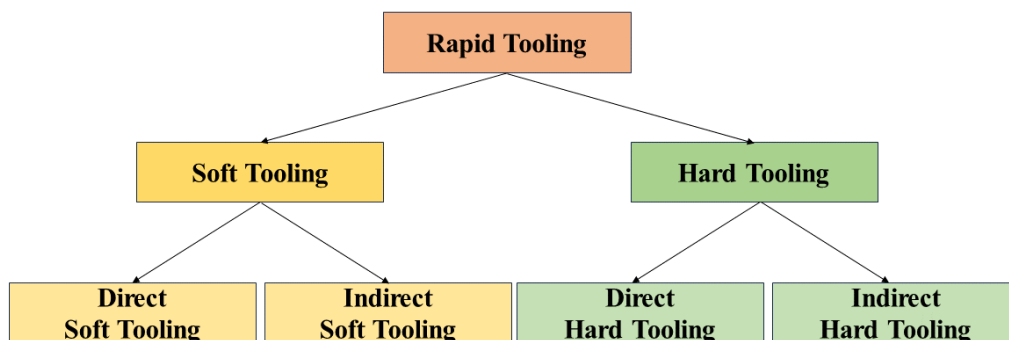 Rapid Tooling
Soft Tooling
Hard Tooling
Direct
Soft Tooling
Indirect
Soft Tooling
Direct
Hard Tooling
Indirect
Hard Tooling